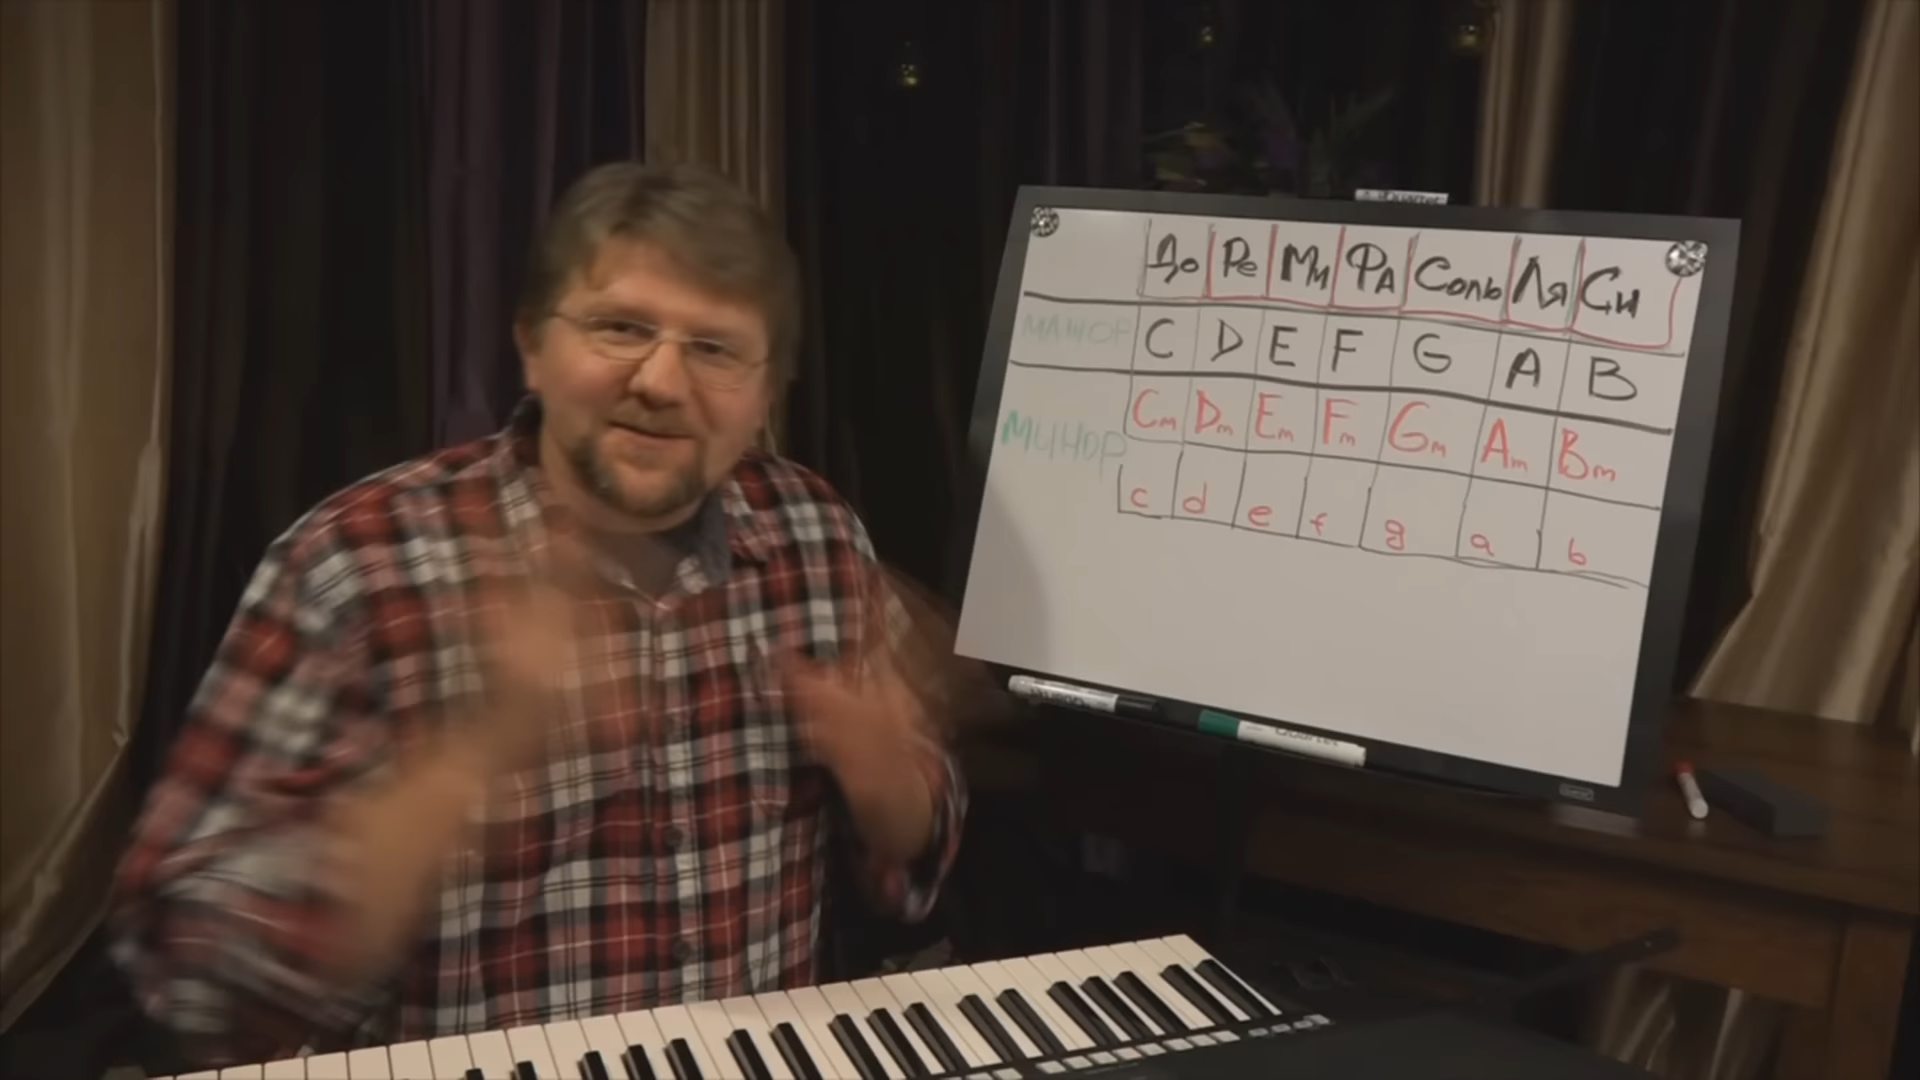 До Ре Ми Фа Соль Ля Си
МАЖОР C D E F G A B
МИНОР Cm Dm Em Fm Gm Am Bm
c d e f g a b